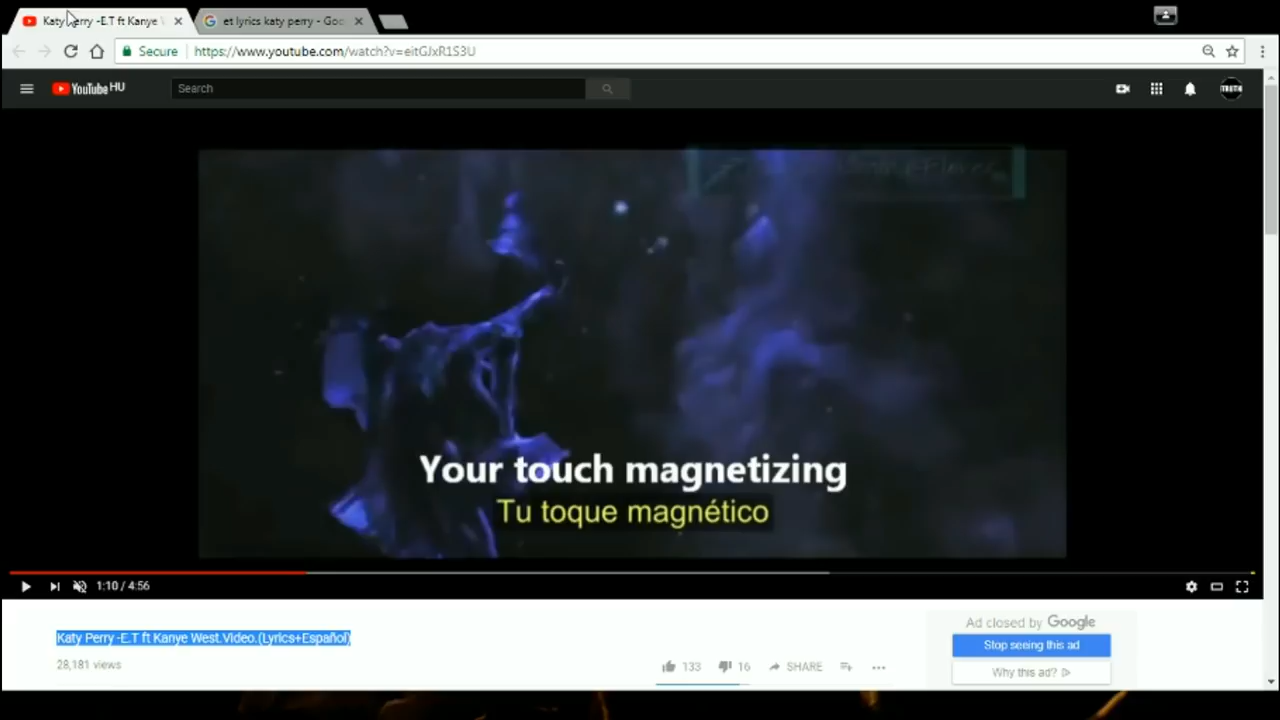 Katy Perry -E.T ft Kanye W
et lyrics katy perry - Goo
Secure
https://www.youtube.com/watch?v=eitGJxR1S3U
YouTube HU
Search
TRUTH
Your touch magnetizing
Tu toque magnético
1:10 / 4:56
Katy Perry -E.T ft Kanye West.Video.(Lyrics+Español)
28,181 views
133
16
SHARE
Ad closed by Google
Stop seeing this ad
Why this ad?